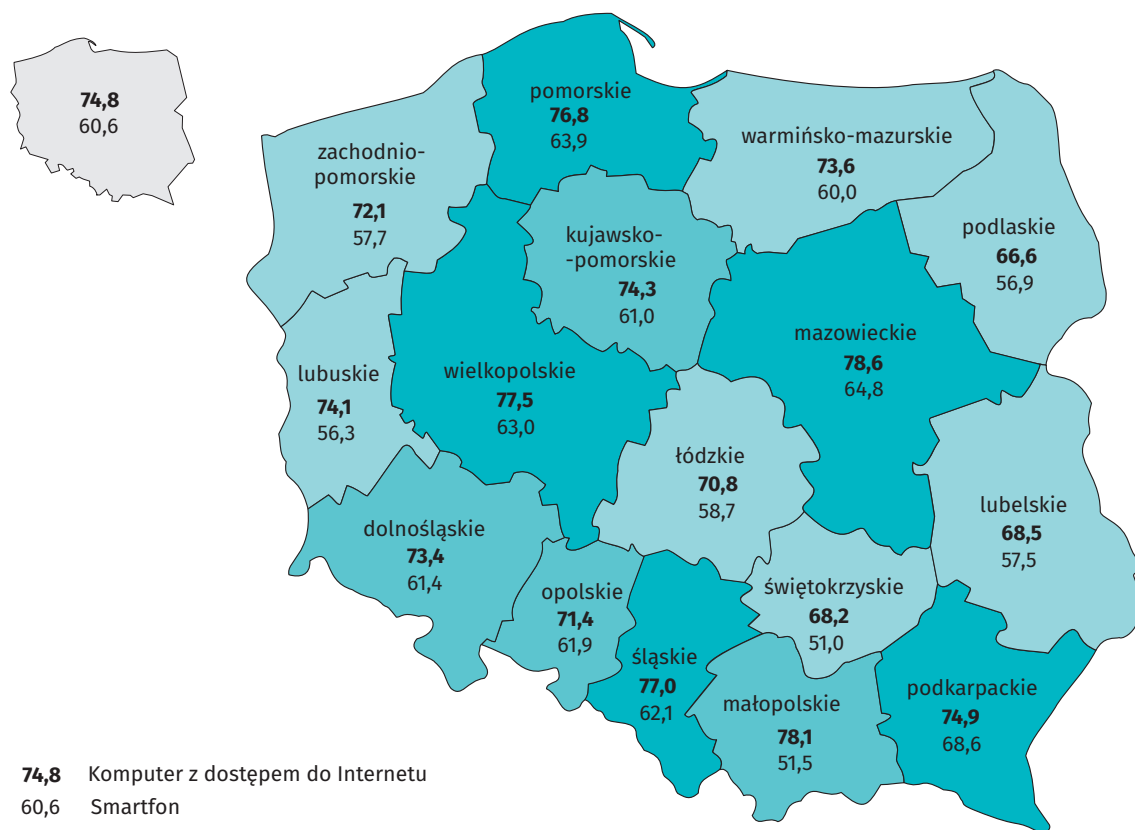 74,8
60,6
pomorskie
76,8
63,9
warmińsko-mazurskie
73,6
60,0
zachodnio-
pomorskie
72,1
57,7
kujawsko-
-pomorskie
74,3
61,0
podlaskie
66,6
56,9
mazowieckie
78,6
64,8
lubuskie
74,1
56,3
wielkopolskie
77,5
63,0
łódzkie
70,8
58,7
lubelskie
68,5
57,5
dolnośląskie
73,4
61,4
opolskie
71,4
61,9
świętokrzyskie
68,2
51,0
śląskie
77,0
62,1
małopolskie
78,1
51,5
podkarpackie
74,9
68,6
74,8 Komputer z dostępem do Internetu
60,6 Smartfon